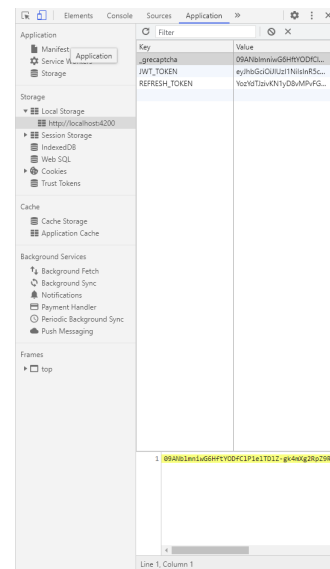 Elements Console Sources Application »
Application
Manifest
Service Workers
Application
Storage
Storage
Local Storage
http://localhost:4200
Session Storage
IndexedDB
Web SQL
Cookies
Trust Tokens
Cache
Cache Storage
Application Cache
Background Services
Background Fetch
Background Sync
Notifications
Payment Handler
Periodic Background Sync
Push Messaging
Frames
top
Filter
Key Value
_grecaptcha 09ANblmniwG6HftYODfCl...
JWT_TOKEN eyJhbGciOiJIUzI1NiIsInR5c...
REFRESH_TOKEN YozYdTJzivKN1yD8vMPvFG...
1 09ANblmniwG6HftYODfClPielTDlZ-gk4mXg2RpZ9R
Line 1, Column 1